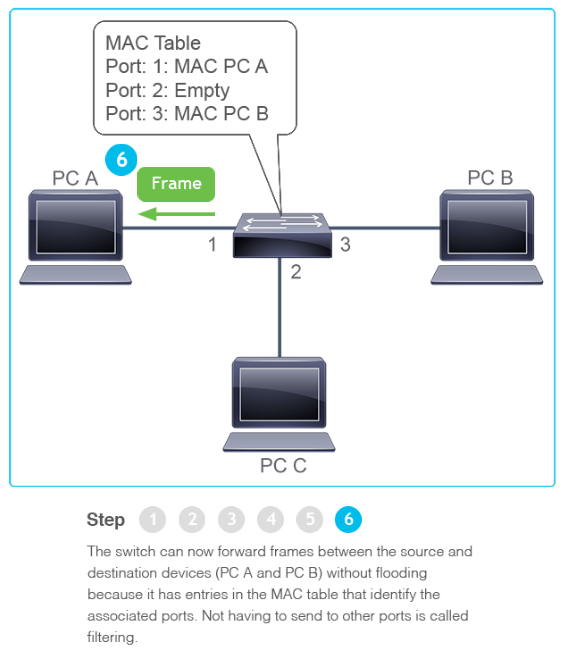 MAC Table
Port: 1: MAC PC A
Port: 2: Empty
Port: 3: MAC PC B
6
PC A
Frame
PC B
1
3
2
PC C
Step 1 2 3 4 5 6
The switch can now forward frames between the source and
destination devices (PC A and PC B) without flooding
because it has entries in the MAC table that identify the
associated ports. Not having to send to other ports is called
filtering.